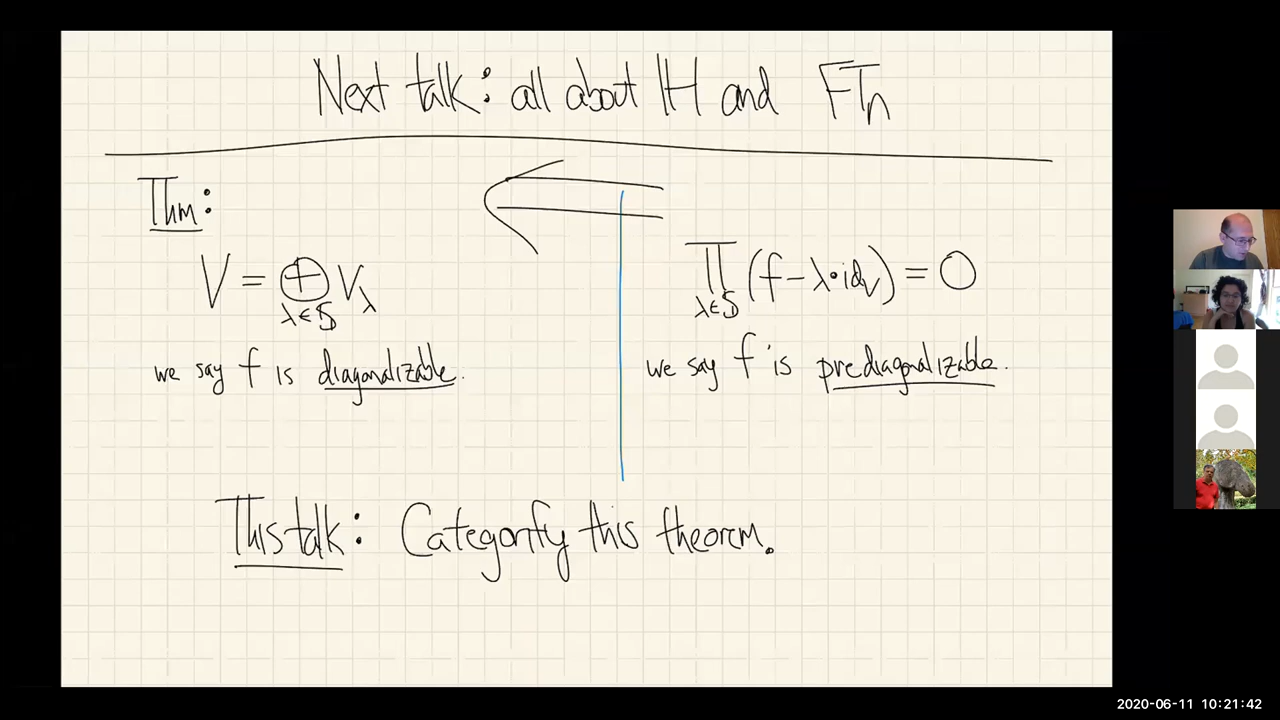 Next talk: all about H and FTn
Thm:
V = ⊕ Vλ
λ∈S
we say f is diagonalizable.
∏ (f - λ•idV) = 0
λ∈S
we say f is prediagonalizable.
This talk: Categorify this theorem.
2020-06-11 10:21:42